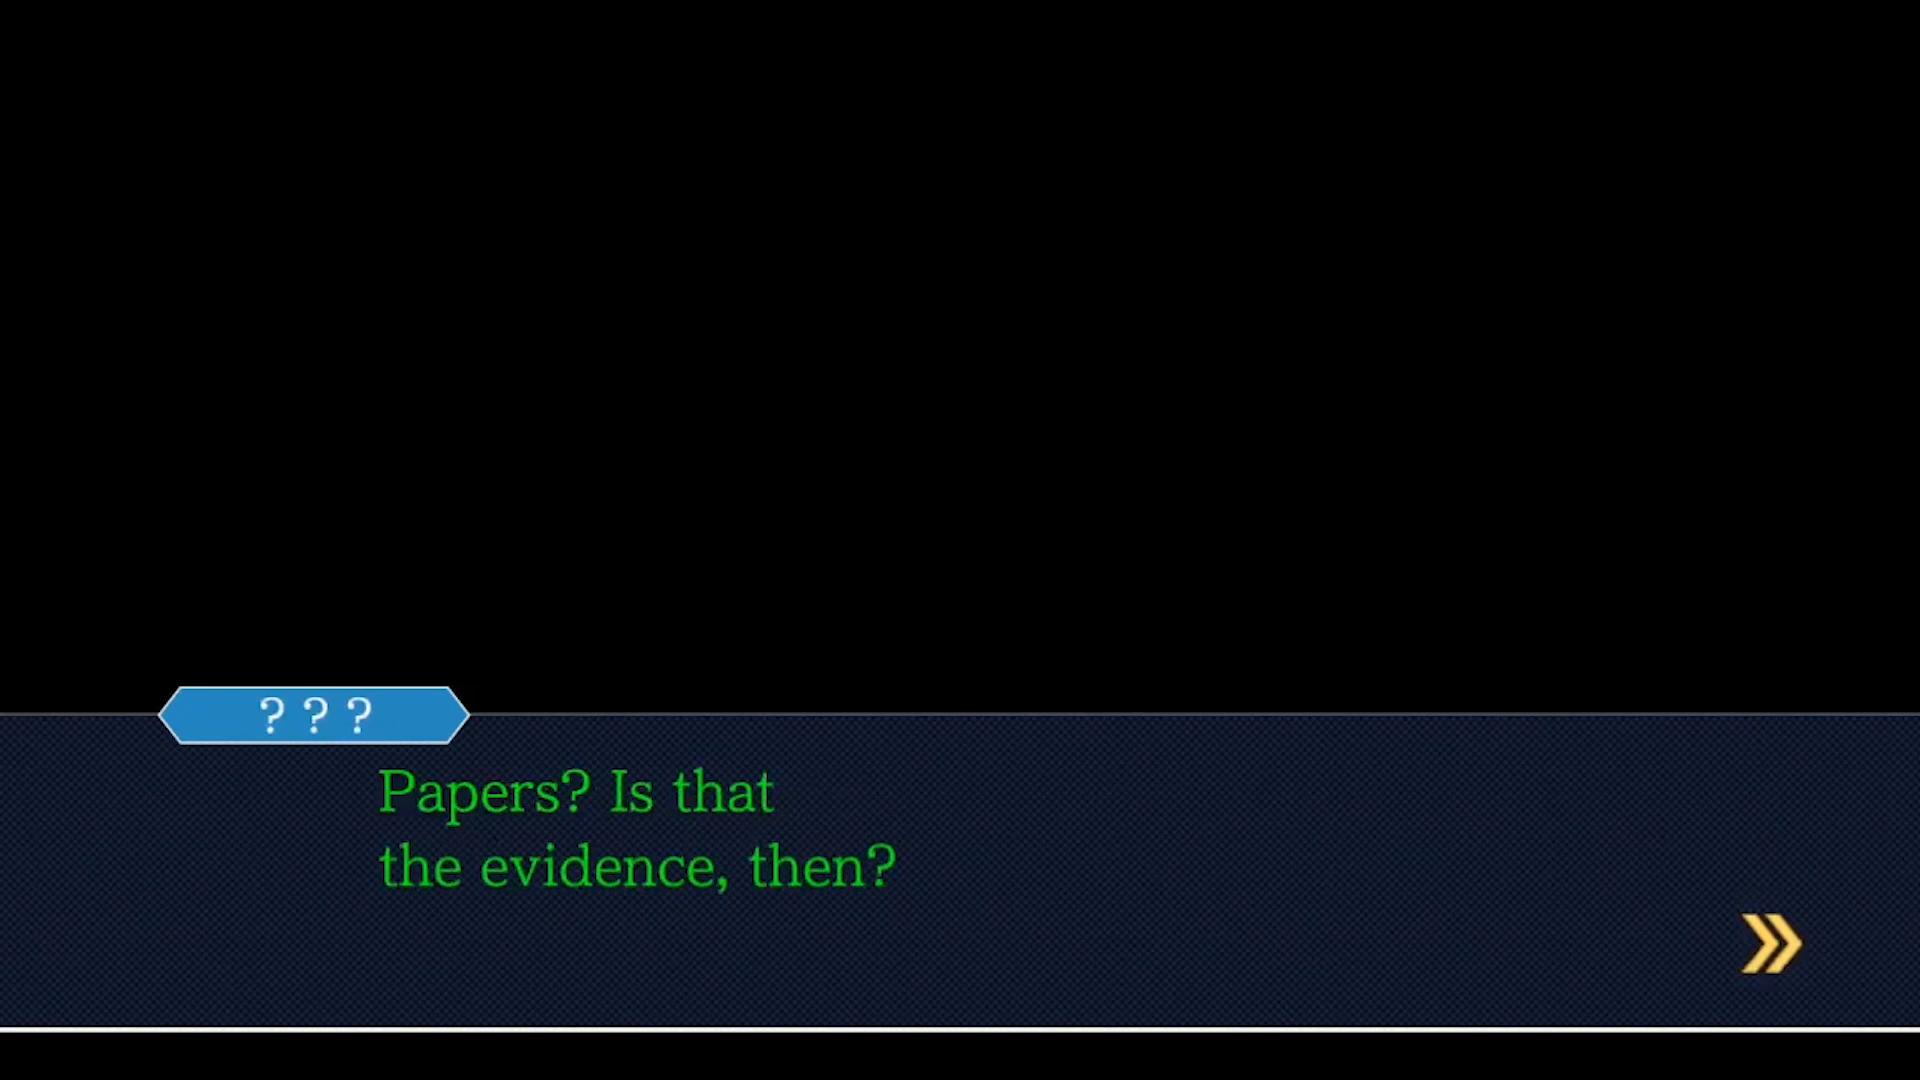 ? ? ?
Papers? Is that
the evidence, then?